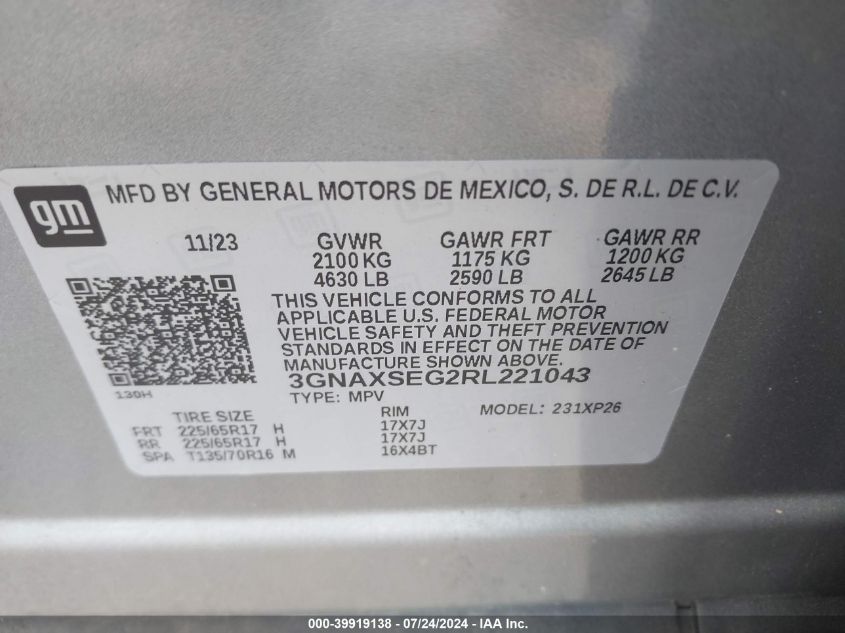 gm
MFD BY GENERAL MOTORS DE MEXICO, S. DE R.L. DE C.V.
11/23 GVWR GAWR FRT GAWR RR
2100 KG 1175 KG 1200 KG
4630 LB 2590 LB 2645 LB
THIS VEHICLE CONFORMS TO ALL
APPLICABLE U.S. FEDERAL MOTOR
VEHICLE SAFETY AND THEFT PREVENTION
STANDARDS IN EFFECT ON THE DATE OF
MANUFACTURE SHOWN ABOVE.
3GNAXSEG2RL221043
130H
TYPE: MPV MODEL: 231XP26
TIRE SIZE RIM
FRT 225/65R17 H 17X7J
RR 225/65R17 H 17X7J
SPA T135/70R16 M 16X4BT
000-39919138 - 07/24/2024 - IAA Inc.